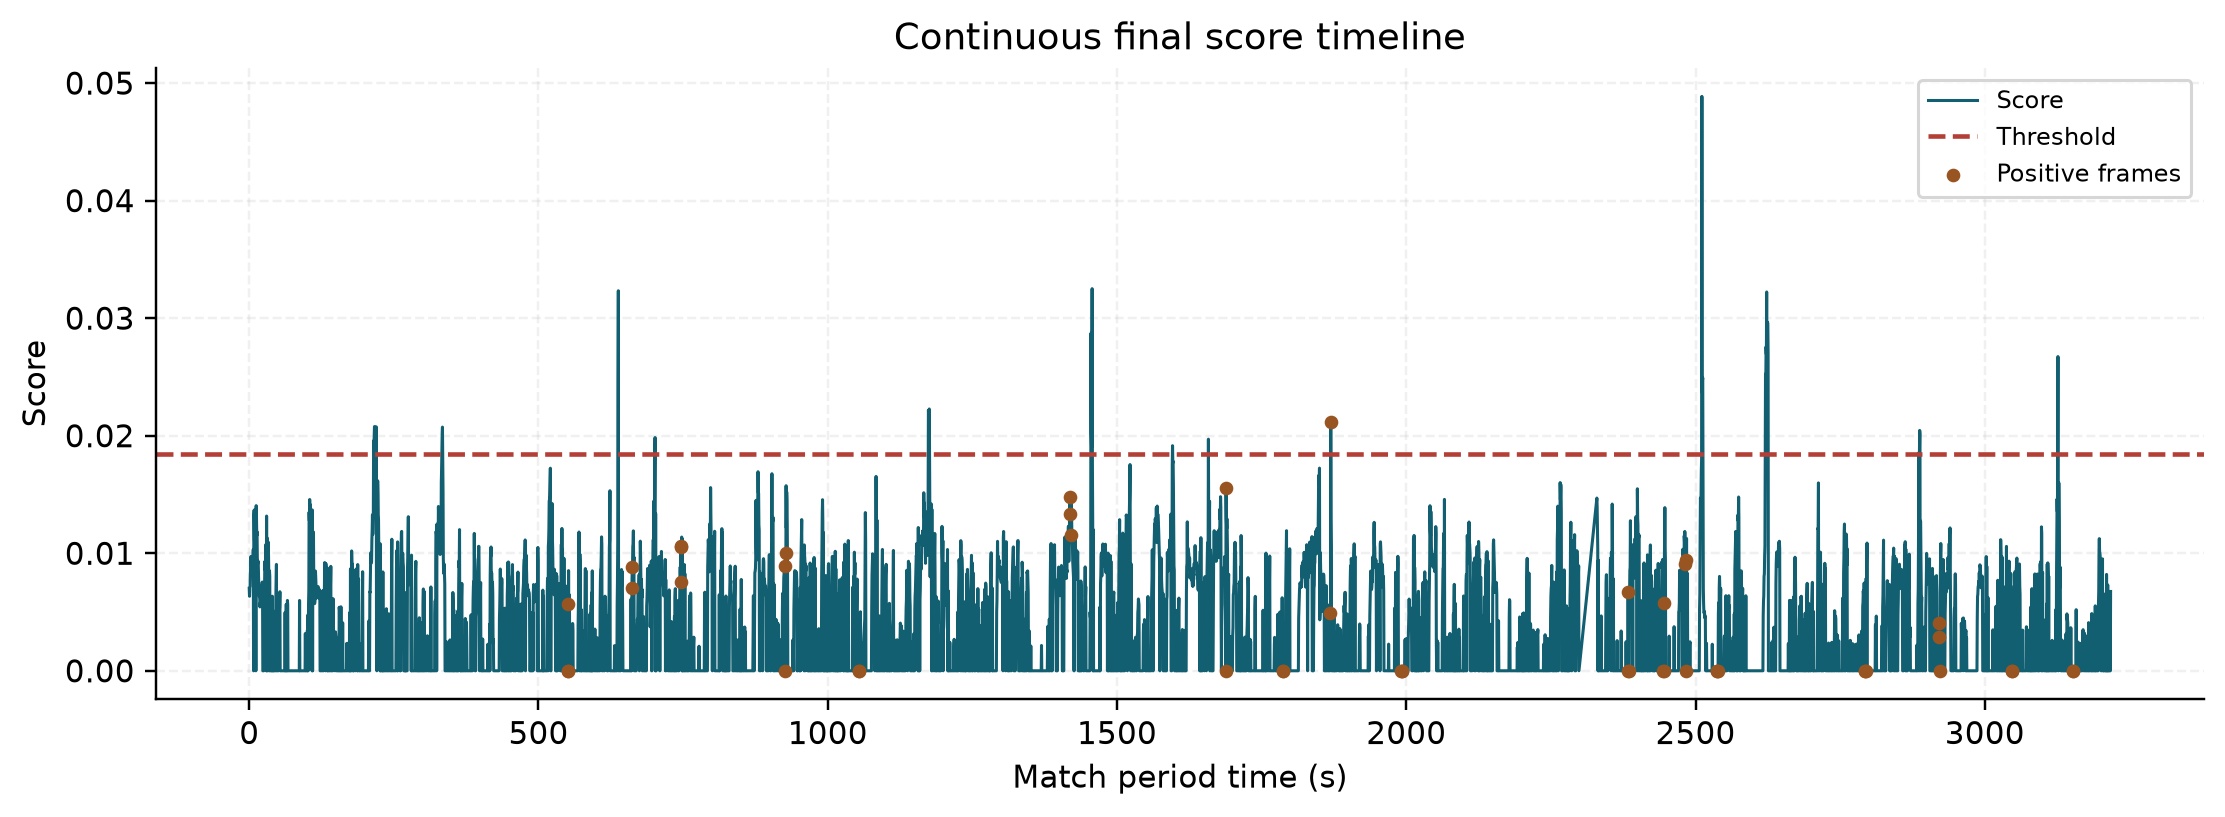 Continuous final score timeline
0.05
0.04
0.03
0.02
0.01
0.00
Score
Score
Threshold
Positive frames
0 500 1000 1500 2000 2500 3000
Match period time (s)